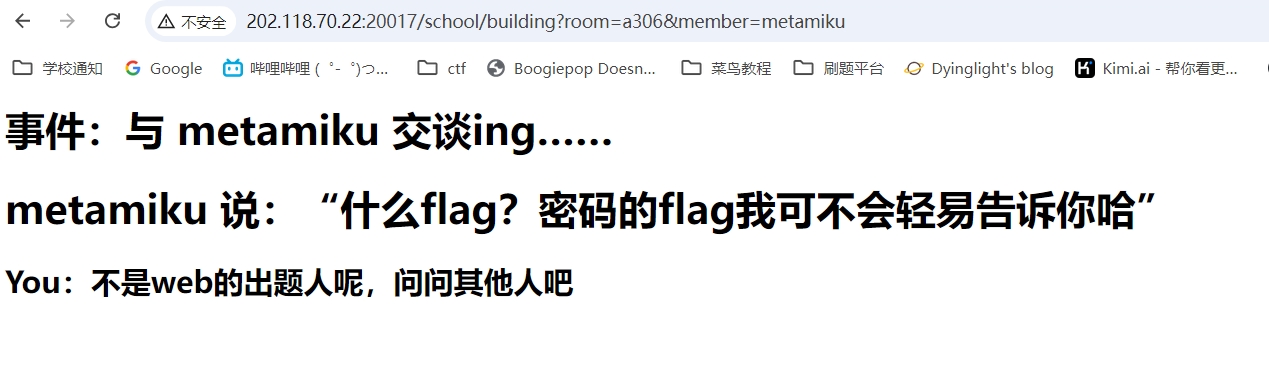 不安全 202.118.70.22:20017/school/building?room=a306&member=metamiku
学校通知 Google 哔哩哔哩 (゜-゜)つ... ctf Boogiepop Doesn... 菜鸟教程 刷题平台 Dyinglight's blog Kimi.ai - 帮你看更...
事件：与 metamiku 交谈ing……
metamiku 说：“什么flag？密码的flag我可不会轻易告诉你哈”
You：不是web的出题人呢，问问其他人吧